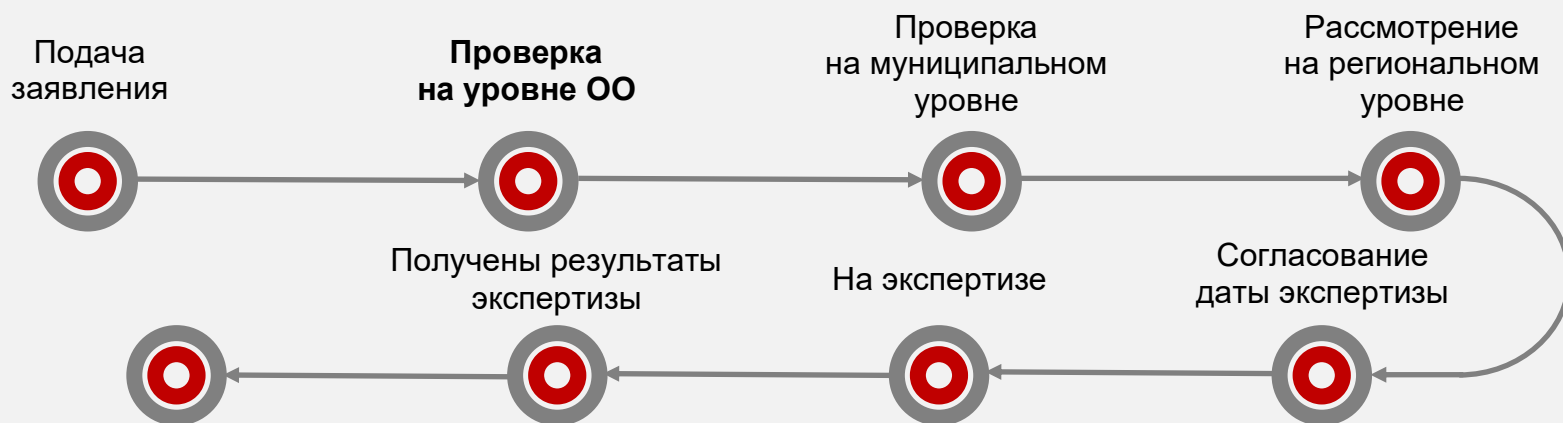 Подача
заявления
Проверка
на уровне ОО
Проверка
на муниципальном
уровне
Рассмотрение
на региональном
уровне
Согласование
даты экспертизы
На экспертизе
Получены результаты
экспертизы